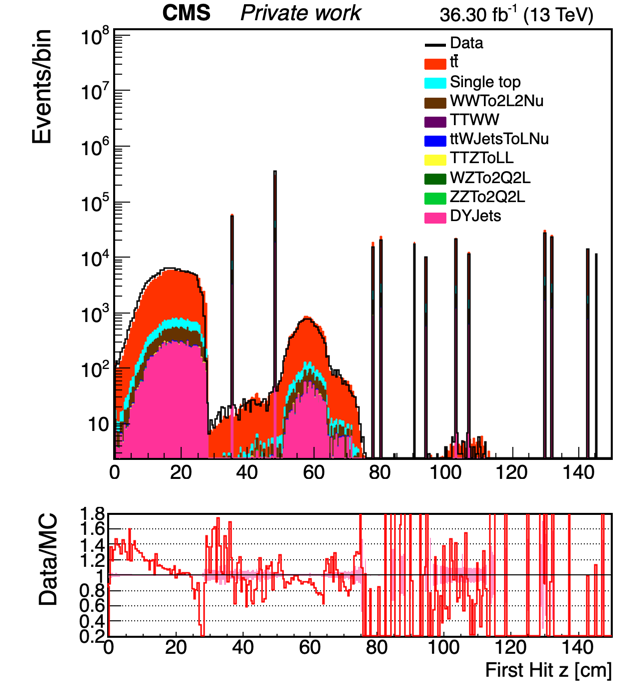 CMS Private work 36.30 fb⁻¹ (13 TeV)
Events/bin
10⁸
10⁷
10⁶
10⁵
10⁴
10³
10²
10
Data
tt̄
Single top
WWTo2L2Nu
TTWW
ttWJetsToLNu
TTZToLL
WZTo2Q2L
ZZTo2Q2L
DYJets
0 20 40 60 80 100 120 140
Data/MC
1.8
1.6
1.4
1.2
1
0.8
0.6
0.4
0.2
0 20 40 60 80 100 120 140
First Hit z [cm]